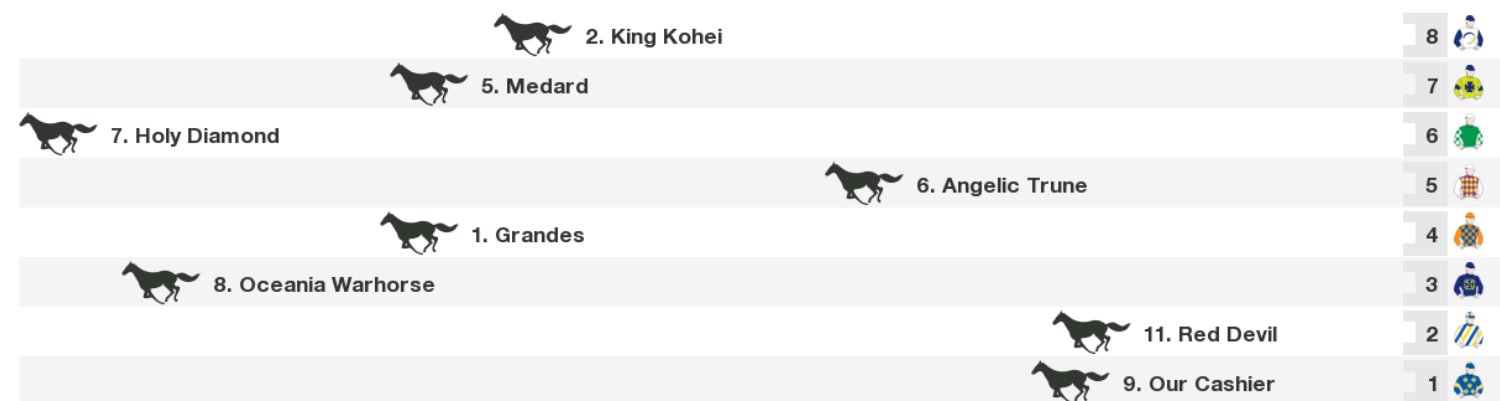 2. King Kohei 8
5. Medard 7
7. Holy Diamond 6
6. Angelic Trune 5
1. Grandes 4
8. Oceania Warhorse 3
11. Red Devil 2
9. Our Cashier 1